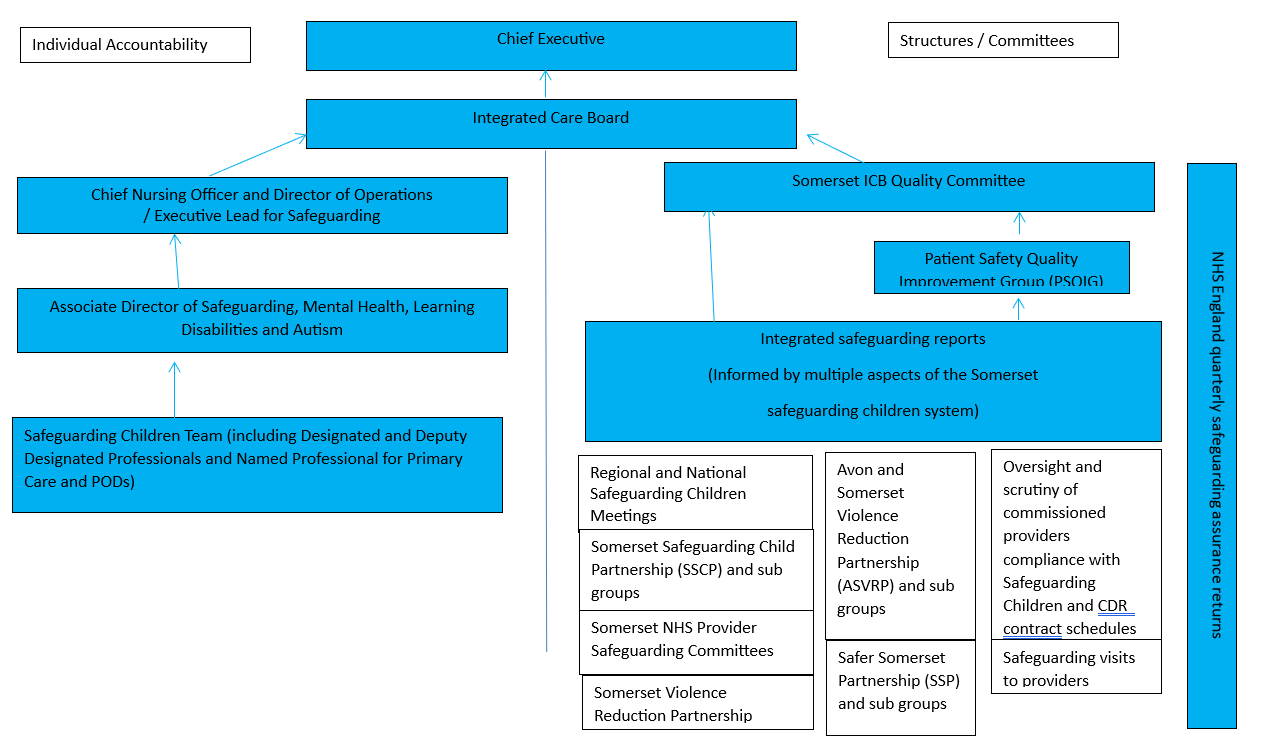 Individual Accountability
Chief Executive
Structures / Committees
Integrated Care Board
Chief Nursing Officer and Director of Operations
/ Executive Lead for Safeguarding
Somerset ICB Quality Committee
Patient Safety Quality
Improvement Group (PSQIG)
Associate Director of Safeguarding, Mental Health, Learning
Disabilities and Autism
Integrated safeguarding reports
(Informed by multiple aspects of the Somerset
safeguarding children system)
Safeguarding Children Team (including Designated and Deputy
Designated Professionals and Named Professional for Primary
Care and PODs)
Regional and National
Safeguarding Children
Meetings
Somerset Safeguarding Child
Partnership (SSCP) and sub
groups
Somerset NHS Provider
Safeguarding Committees
Somerset Violence
Reduction Partnership
Avon and
Somerset
Violence
Reduction
Partnership
(ASVRP) and sub
groups
Safer Somerset
Partnership (SSP)
and sub groups
Oversight and
scrutiny of
commissioned
providers
compliance with
Safeguarding
Children and CDR
contract schedules
Safeguarding visits
to providers
NHS England quarterly safeguarding assurance returns